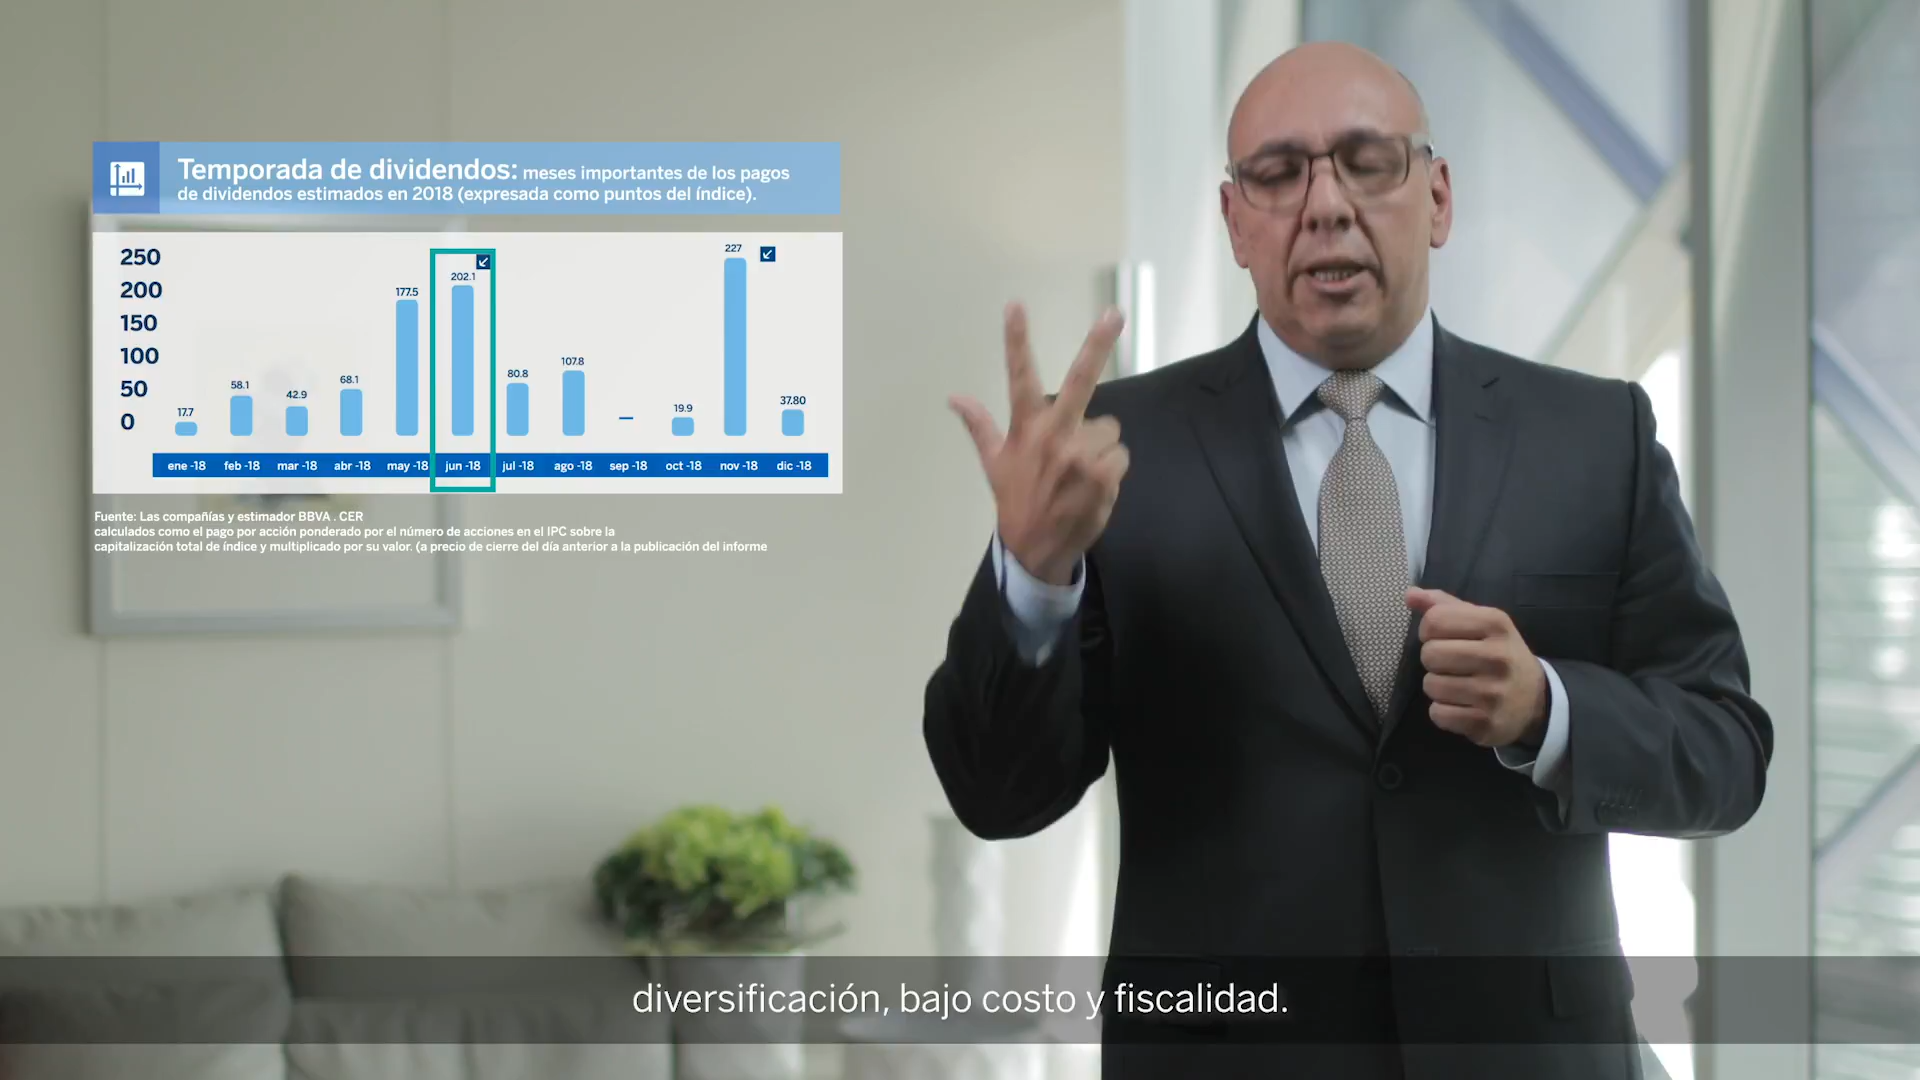 Temporada de dividendos: meses importantes de los pagos
de dividendos estimados en 2018 (expresada como puntos del índice).
250
200
150
100
50
0
17.7
58.1
42.9
68.1
177.5
202.1
80.8
107.8
–
19.9
227
37.80
ene -18 feb -18 mar -18 abr -18 may -18 jun -18 jul -18 ago -18 sep -18 oct -18 nov -18 dic -18
Fuente: Las compañías y estimador BBVA . CER
calculados como el pago por acción ponderado por el número de acciones en el IPC sobre la
capitalización total de índice y multiplicado por su valor. (a precio de cierre del día anterior a la publicación del informe
diversificación, bajo costo y fiscalidad.